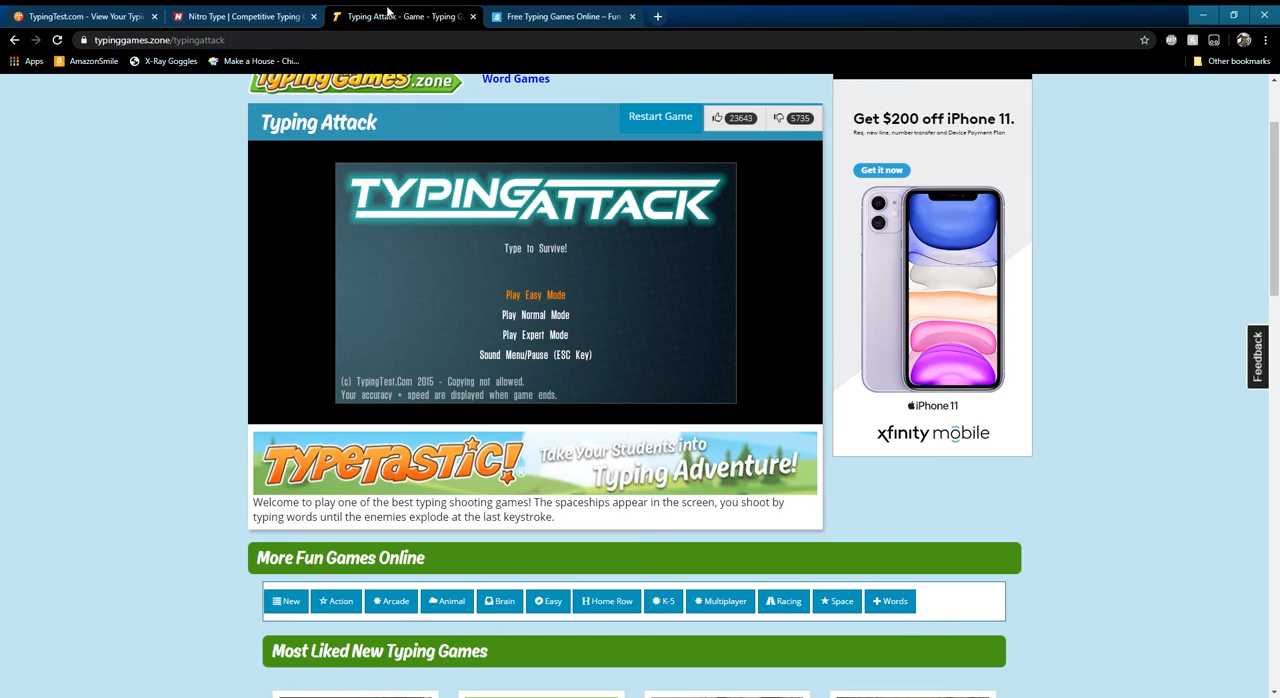 TypingTest.com - View Your Typi
Nitro Type | Competitive Typing
Typing Attack - Game - Typing G
Free Typing Games Online – Fun
typinggames.zone/typingattack
Apps
AmazonSmile
X-Ray Goggles
Make a House - Chi...
Other bookmarks
TypingGames.zone
Word Games
Typing Attack
Restart Game
23643
5735
TYPING ATTACK
Type to Survive!
Play Easy Mode
Play Normal Mode
Play Expert Mode
Sound Menu/Pause (ESC Key)
(c) TypingTest.Com 2015 - Copying not allowed.
Your accuracy + speed are displayed when game ends.
Get $200 off iPhone 11.
Req. new line, number transfer and Device Payment Plan
Get it now
iPhone 11
xfinity mobile
Feedback
TYPETASTIC!
Take Your Students into
Typing Adventure!
Welcome to play one of the best typing shooting games! The spaceships appear in the screen, you shoot by
typing words until the enemies explode at the last keystroke.
More Fun Games Online
New
Action
Arcade
Animal
Brain
Easy
Home Row
K-5
Multiplayer
Racing
Space
Words
Most Liked New Typing Games